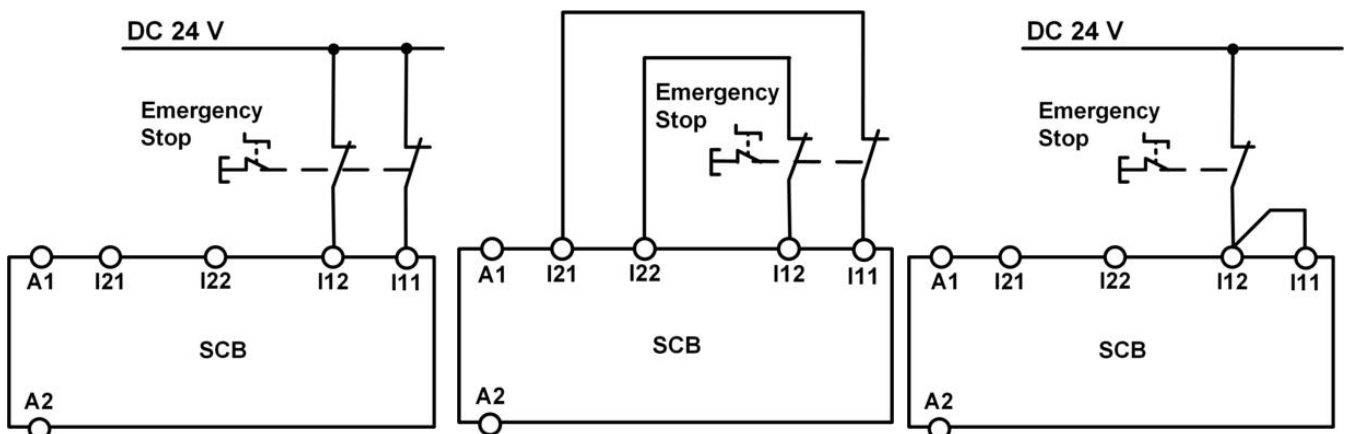 DC 24 V
Emergency
Stop
A1
I21
I22
I12
I11
SCB
A2
Emergency
Stop
A1
I21
I22
I12
I11
SCB
A2
DC 24 V
Emergency
Stop
A1
I21
I22
I12
I11
SCB
A2